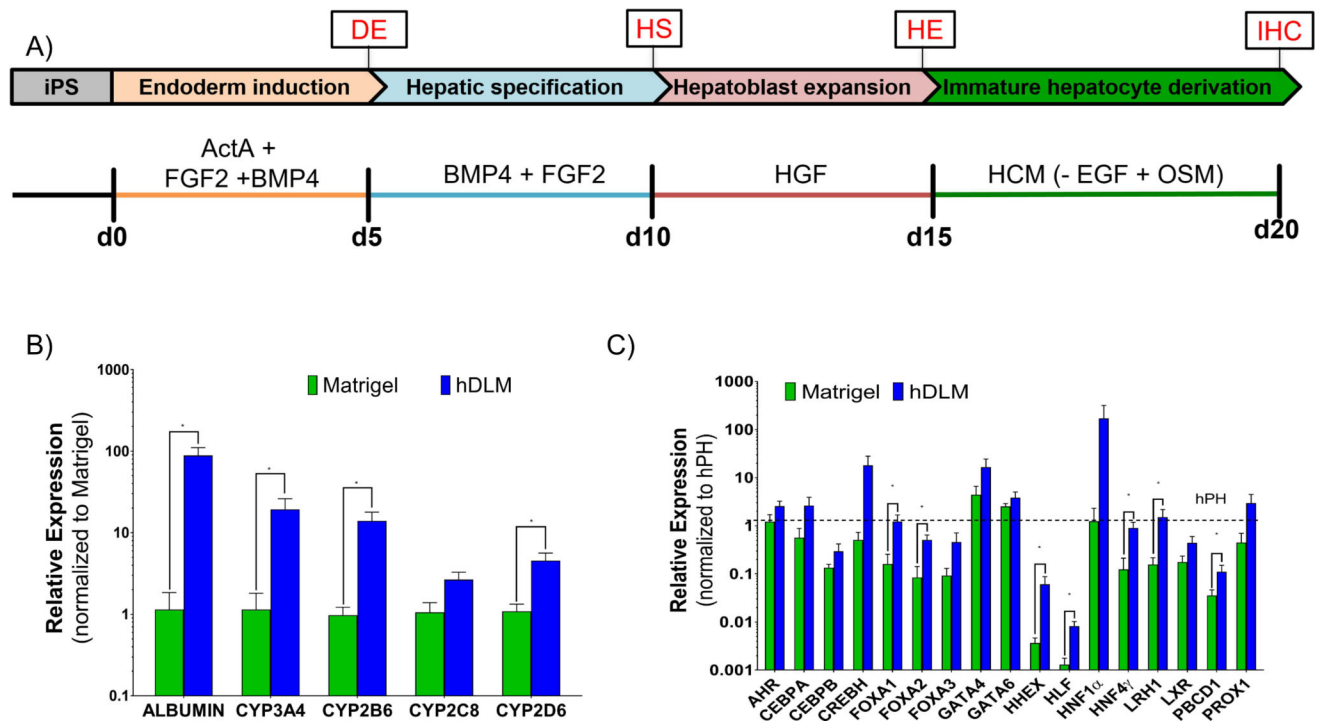 A)
DE
HS
HE
IHC
iPS
Endoderm induction
Hepatic specification
Hepatoblast expansion
Immature hepatocyte derivation
ActA +
FGF2 +BMP4
BMP4 + FGF2
HGF
HCM (- EGF + OSM)
d0
d5
d10
d15
d20
B)
Relative Expression
(normalized to Matrigel)
1000
100
10
1
0.1
Matrigel
hDLM
*
*
*
*
ALBUMIN
CYP3A4
CYP2B6
CYP2C8
CYP2D6
C)
Relative Expression
(normalized to hPH)
1000
100
10
1
0.1
0.01
0.001
Matrigel
hDLM
hPH
*
*
*
*
*
*
*
AHR
CEBPA
CEBPB
CREBH
FOXA1
FOXA2
FOXA3
GATA4
GATA6
HHEX
HLF
HNF1α
HNF4γ
LRH1
LXR
PBCD1
PROX1